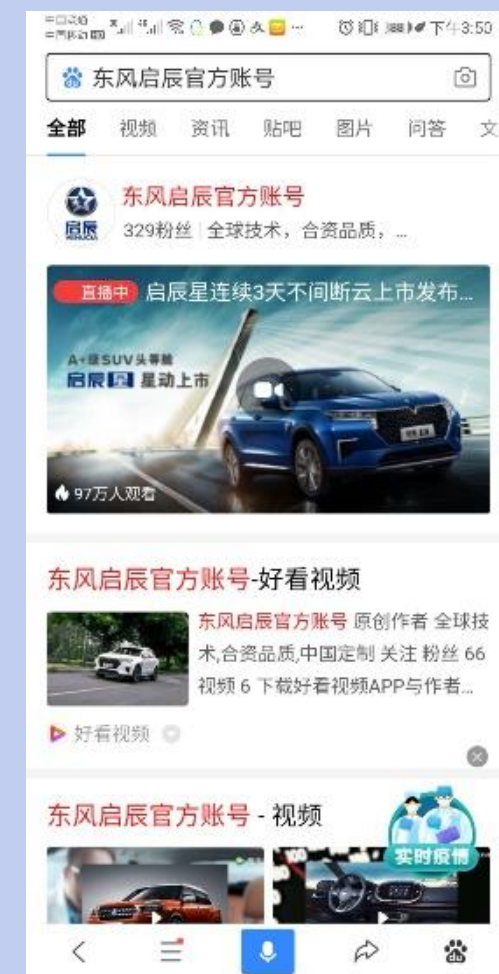 中国移动
下午3:50
东风启辰官方账号
全部 视频 资讯 贴吧 图片 问答 文
东风启辰官方账号
启辰
329粉丝 全球技术，合资品质，...
直播中 启辰星连续3天不间断云上市发布...
A+级SUV头等舱
启辰星 星动上市
97万人观看
东风启辰官方账号-好看视频
东风启辰官方账号 原创作者 全球技
术,合资品质,中国定制 关注 粉丝 66
视频 6 下载好看视频APP与作者...
好看视频
东风启辰官方账号 - 视频
实时疫情